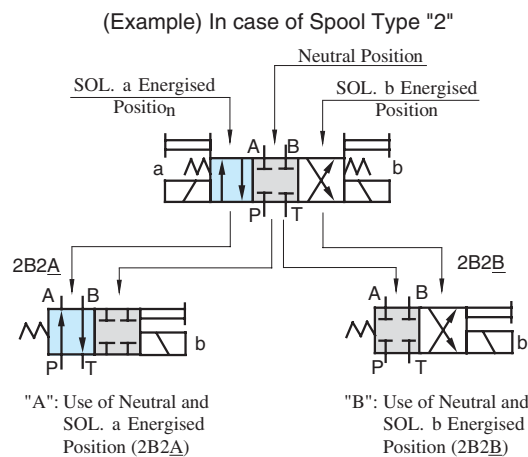 (Example) In case of Spool Type "2"
Neutral Position
SOL. a Energised
Position
SOL. b Energised
Position
A B
a
b
P T
2B2A
2B2B
A B
A B
b
b
P T
P T
"A": Use of Neutral and
SOL. a Energised
Position (2B2A)
"B": Use of Neutral and
SOL. b Energised
Position (2B2B)